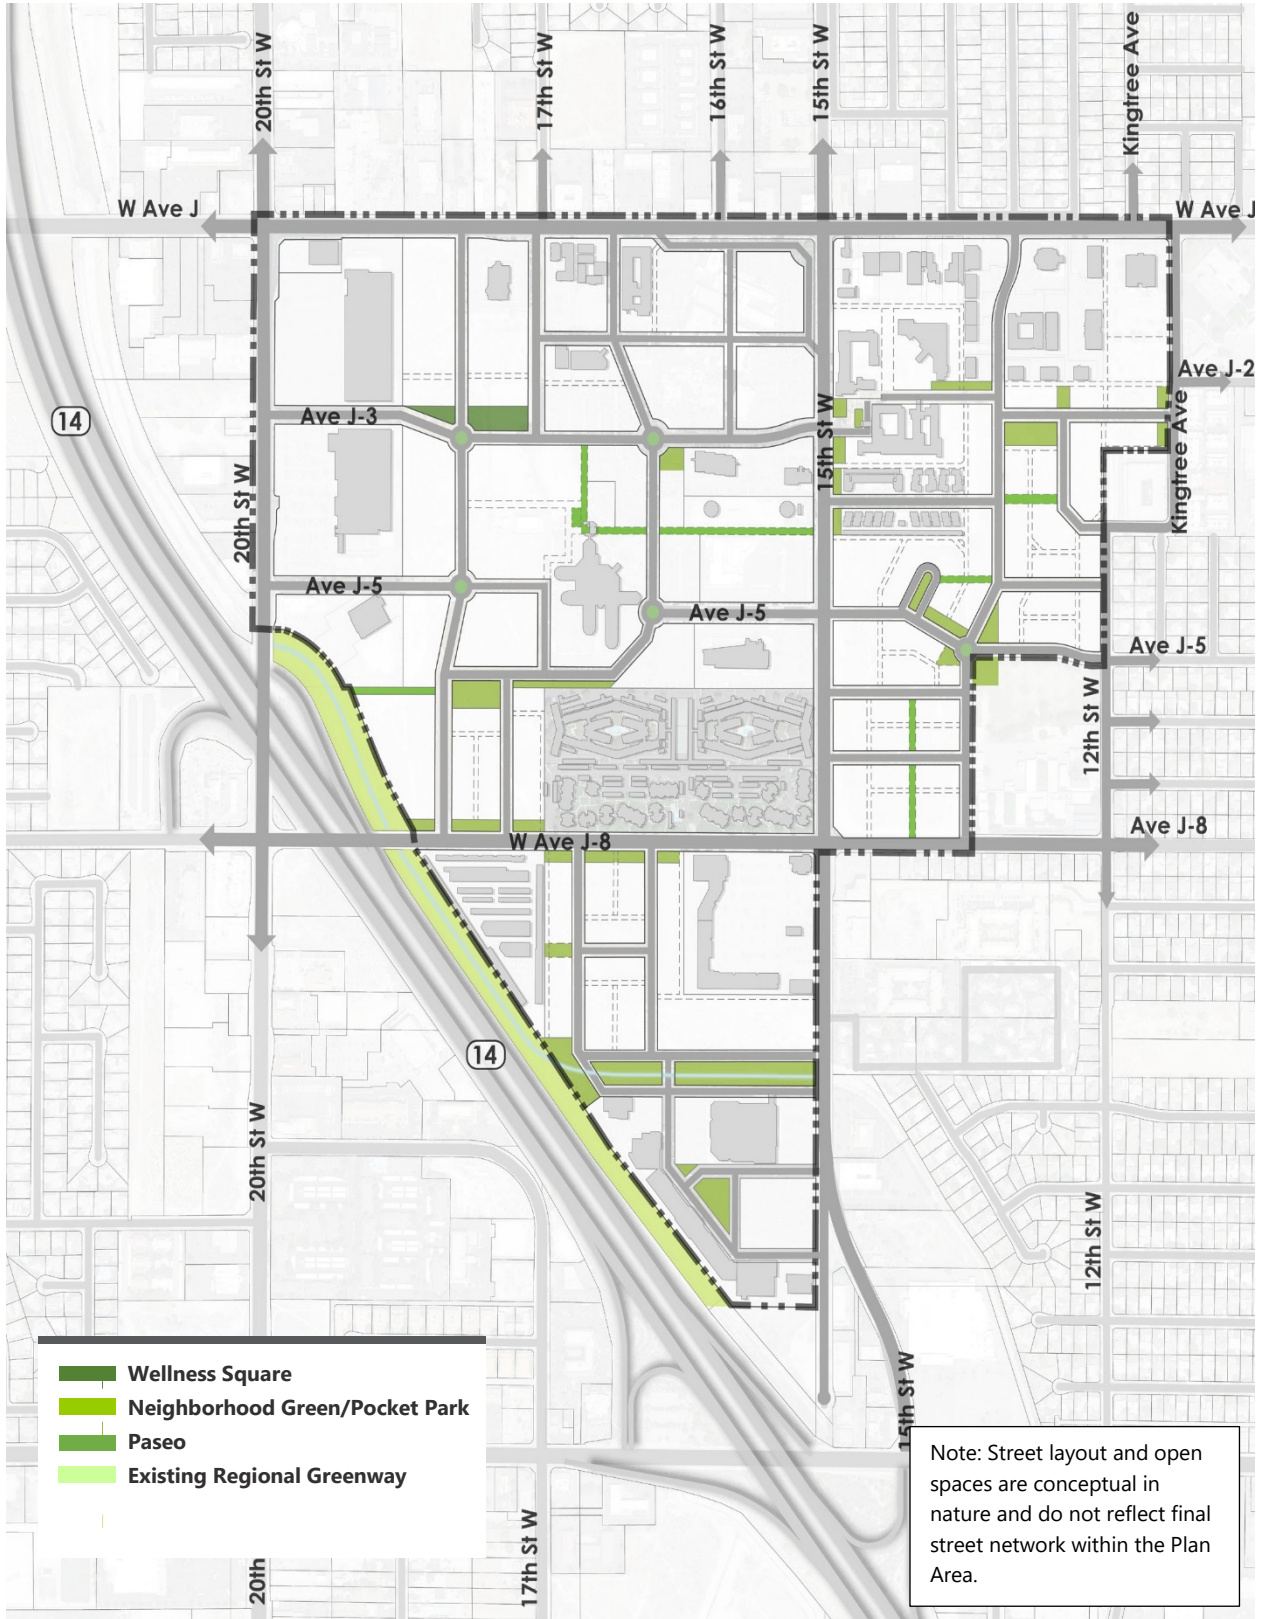 20th St W
17th St W
16th St W
15th St W
Kingtree Ave
W Ave J
W Ave J
Ave J-2
Ave J-3
14
15th St W
Kingtree Ave
20th St W
Ave J-5
Ave J-5
Ave J-5
12th St W
W Ave J-8
Ave J-8
14
20th St W
12th St W
15th St W
Wellness Square
Neighborhood Green/Pocket Park
Paseo
Existing Regional Greenway
20th
17th St W
Note: Street layout and open
spaces are conceptual in
nature and do not reflect final
street network within the Plan
Area.